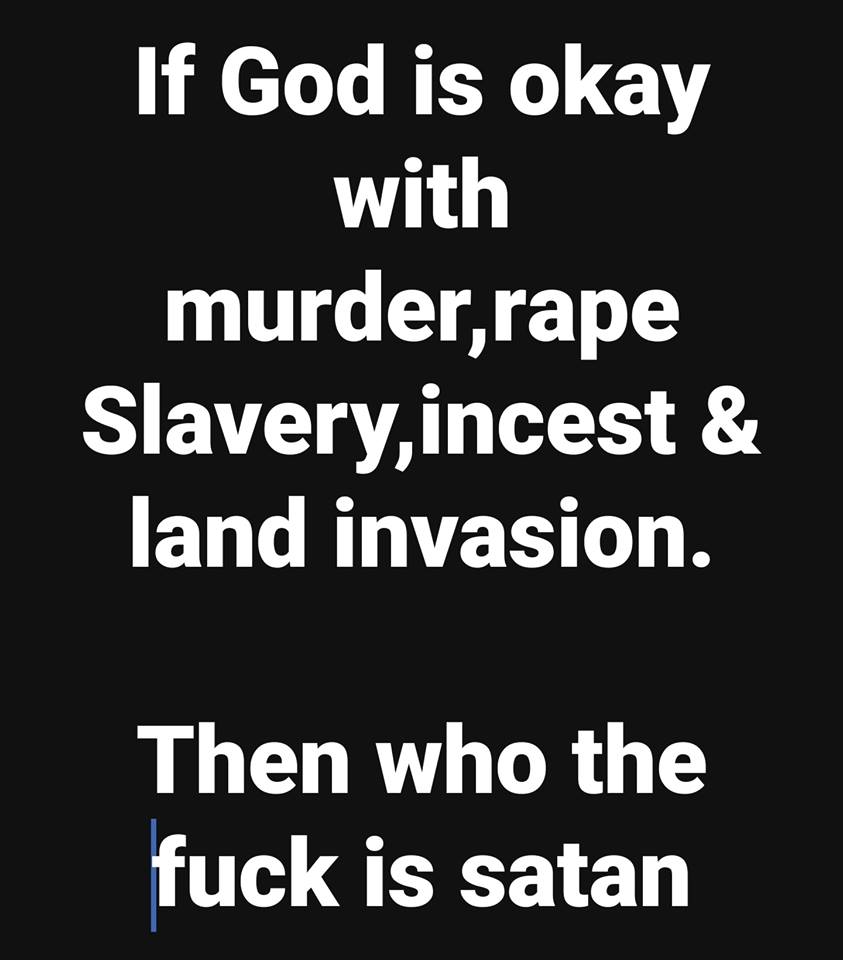 If God is okay
with
murder,rape
Slavery,incest &
land invasion.
Then who the
fuck is satan